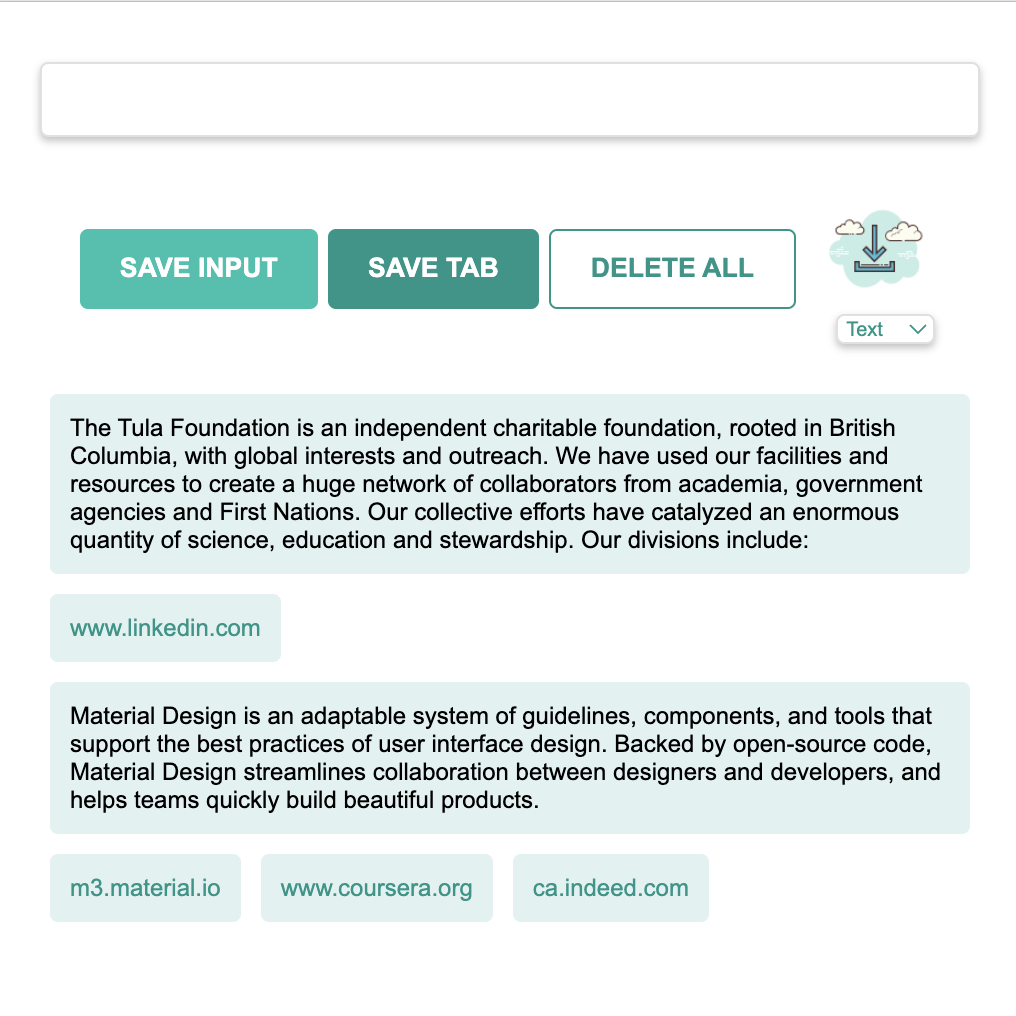 SAVE INPUT
SAVE TAB
DELETE ALL
Text
The Tula Foundation is an independent charitable foundation, rooted in British
Columbia, with global interests and outreach. We have used our facilities and
resources to create a huge network of collaborators from academia, government
agencies and First Nations. Our collective efforts have catalyzed an enormous
quantity of science, education and stewardship. Our divisions include:
www.linkedin.com
Material Design is an adaptable system of guidelines, components, and tools that
support the best practices of user interface design. Backed by open-source code,
Material Design streamlines collaboration between designers and developers, and
helps teams quickly build beautiful products.
m3.material.io
www.coursera.org
ca.indeed.com